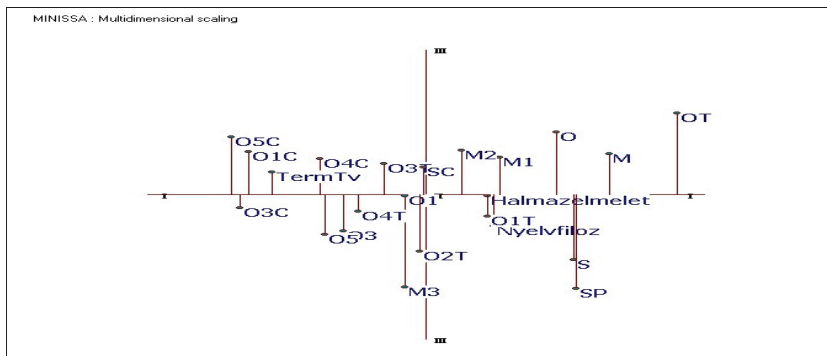 MINISSA : Multidimensional scaling
III
OT
O
O5C
O1C
O4C
O3T
SC
M2
M1
M
TermTv
I
I
I
O3C
O1
Halmazelmelet
O4T
O1T
Nyelvfiloz
O5
O3
O2T
S
M3
SP
III